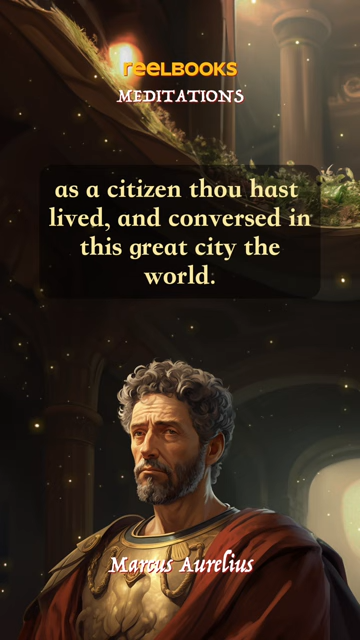 reelbooks
MEDITATIONS
as a citizen thou hast
lived, and conversed in
this great city the
world.
Marcus Aurelius